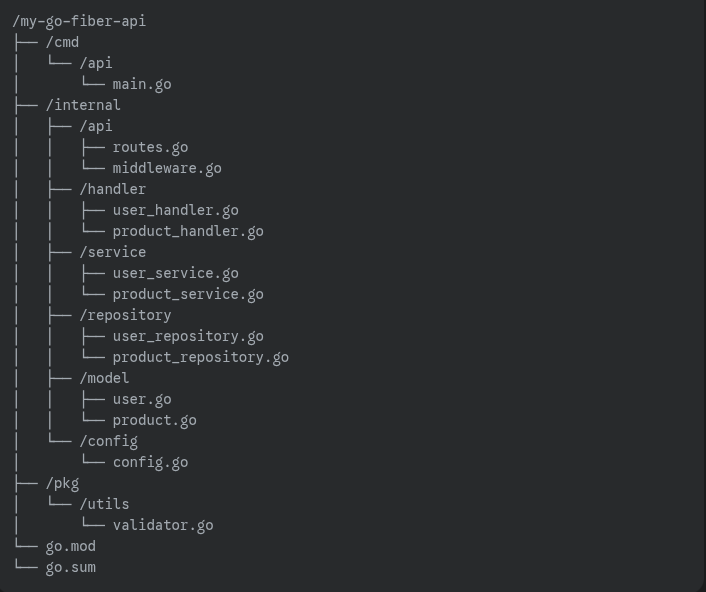 /my-go-fiber-api
├── /cmd
│   └── /api
│       └── main.go
├── /internal
│   ├── /api
│   │   ├── routes.go
│   │   └── middleware.go
│   ├── /handler
│   │   ├── user_handler.go
│   │   └── product_handler.go
│   ├── /service
│   │   ├── user_service.go
│   │   └── product_service.go
│   ├── /repository
│   │   ├── user_repository.go
│   │   └── product_repository.go
│   ├── /model
│   │   ├── user.go
│   │   └── product.go
│   └── /config
│       └── config.go
├── /pkg
│   └── /utils
│       └── validator.go
└── go.mod
└── go.sum